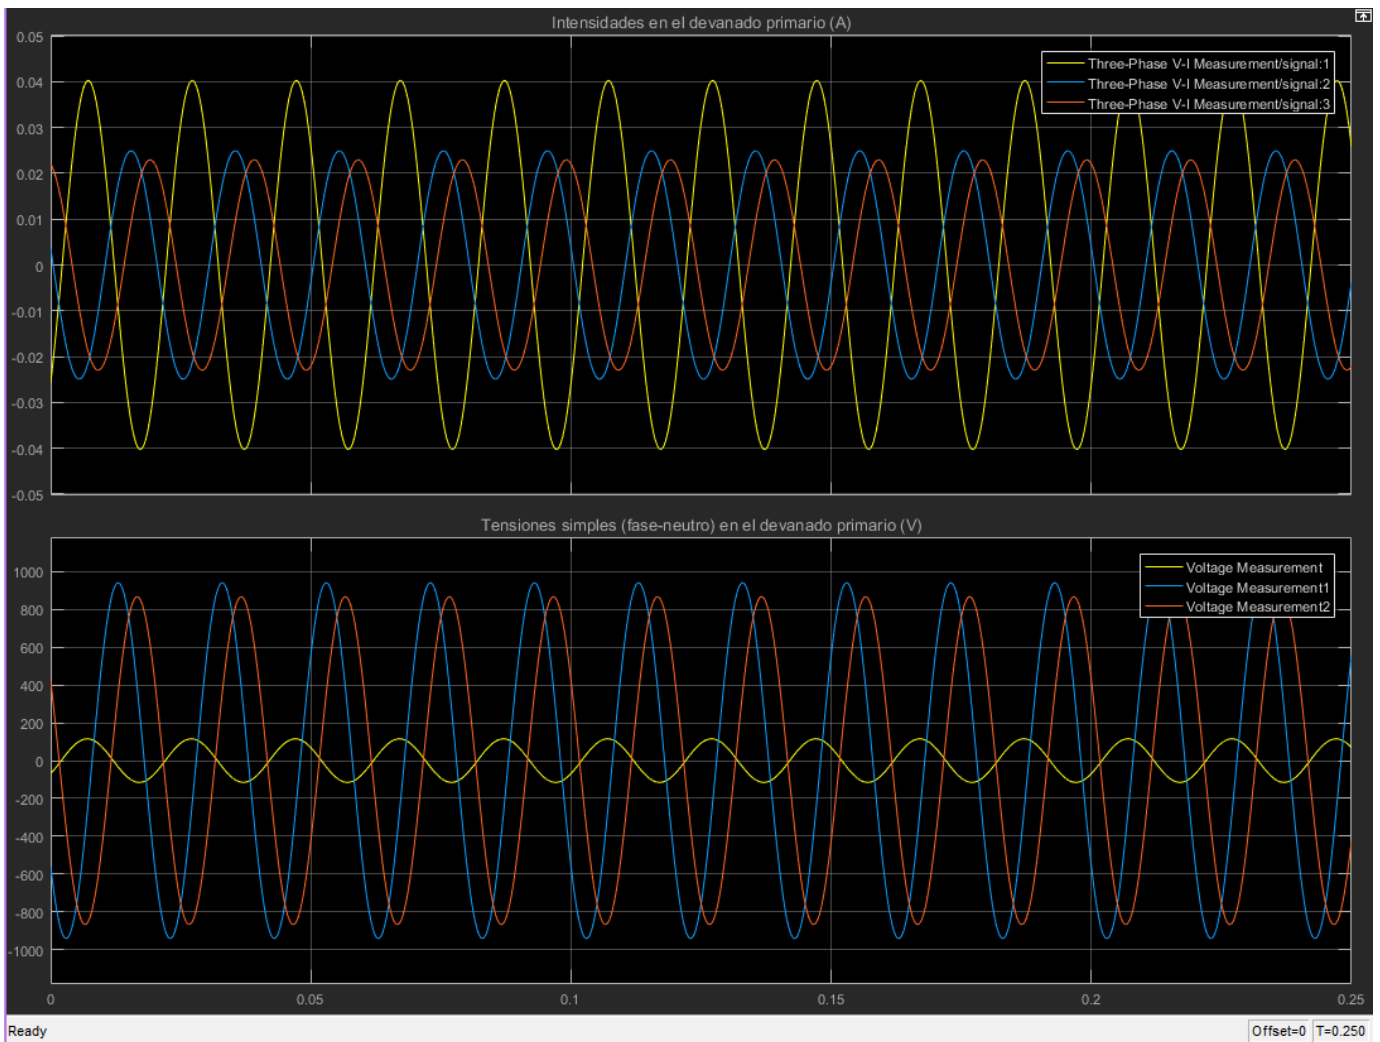 Intensidades en el devanado primario (A)
0.05
0.04
0.03
0.02
0.01
0
-0.01
-0.02
-0.03
-0.04
-0.05
Three-Phase V-I Measurement/signal:1
Three-Phase V-I Measurement/signal:2
Three-Phase V-I Measurement/signal:3
Tensiones simples (fase-neutro) en el devanado primario (V)
1000
800
600
400
200
0
-200
-400
-600
-800
-1000
Voltage Measurement
Voltage Measurement1
Voltage Measurement2
0 0.05 0.1 0.15 0.2 0.25
Ready Offset=0 T=0.250